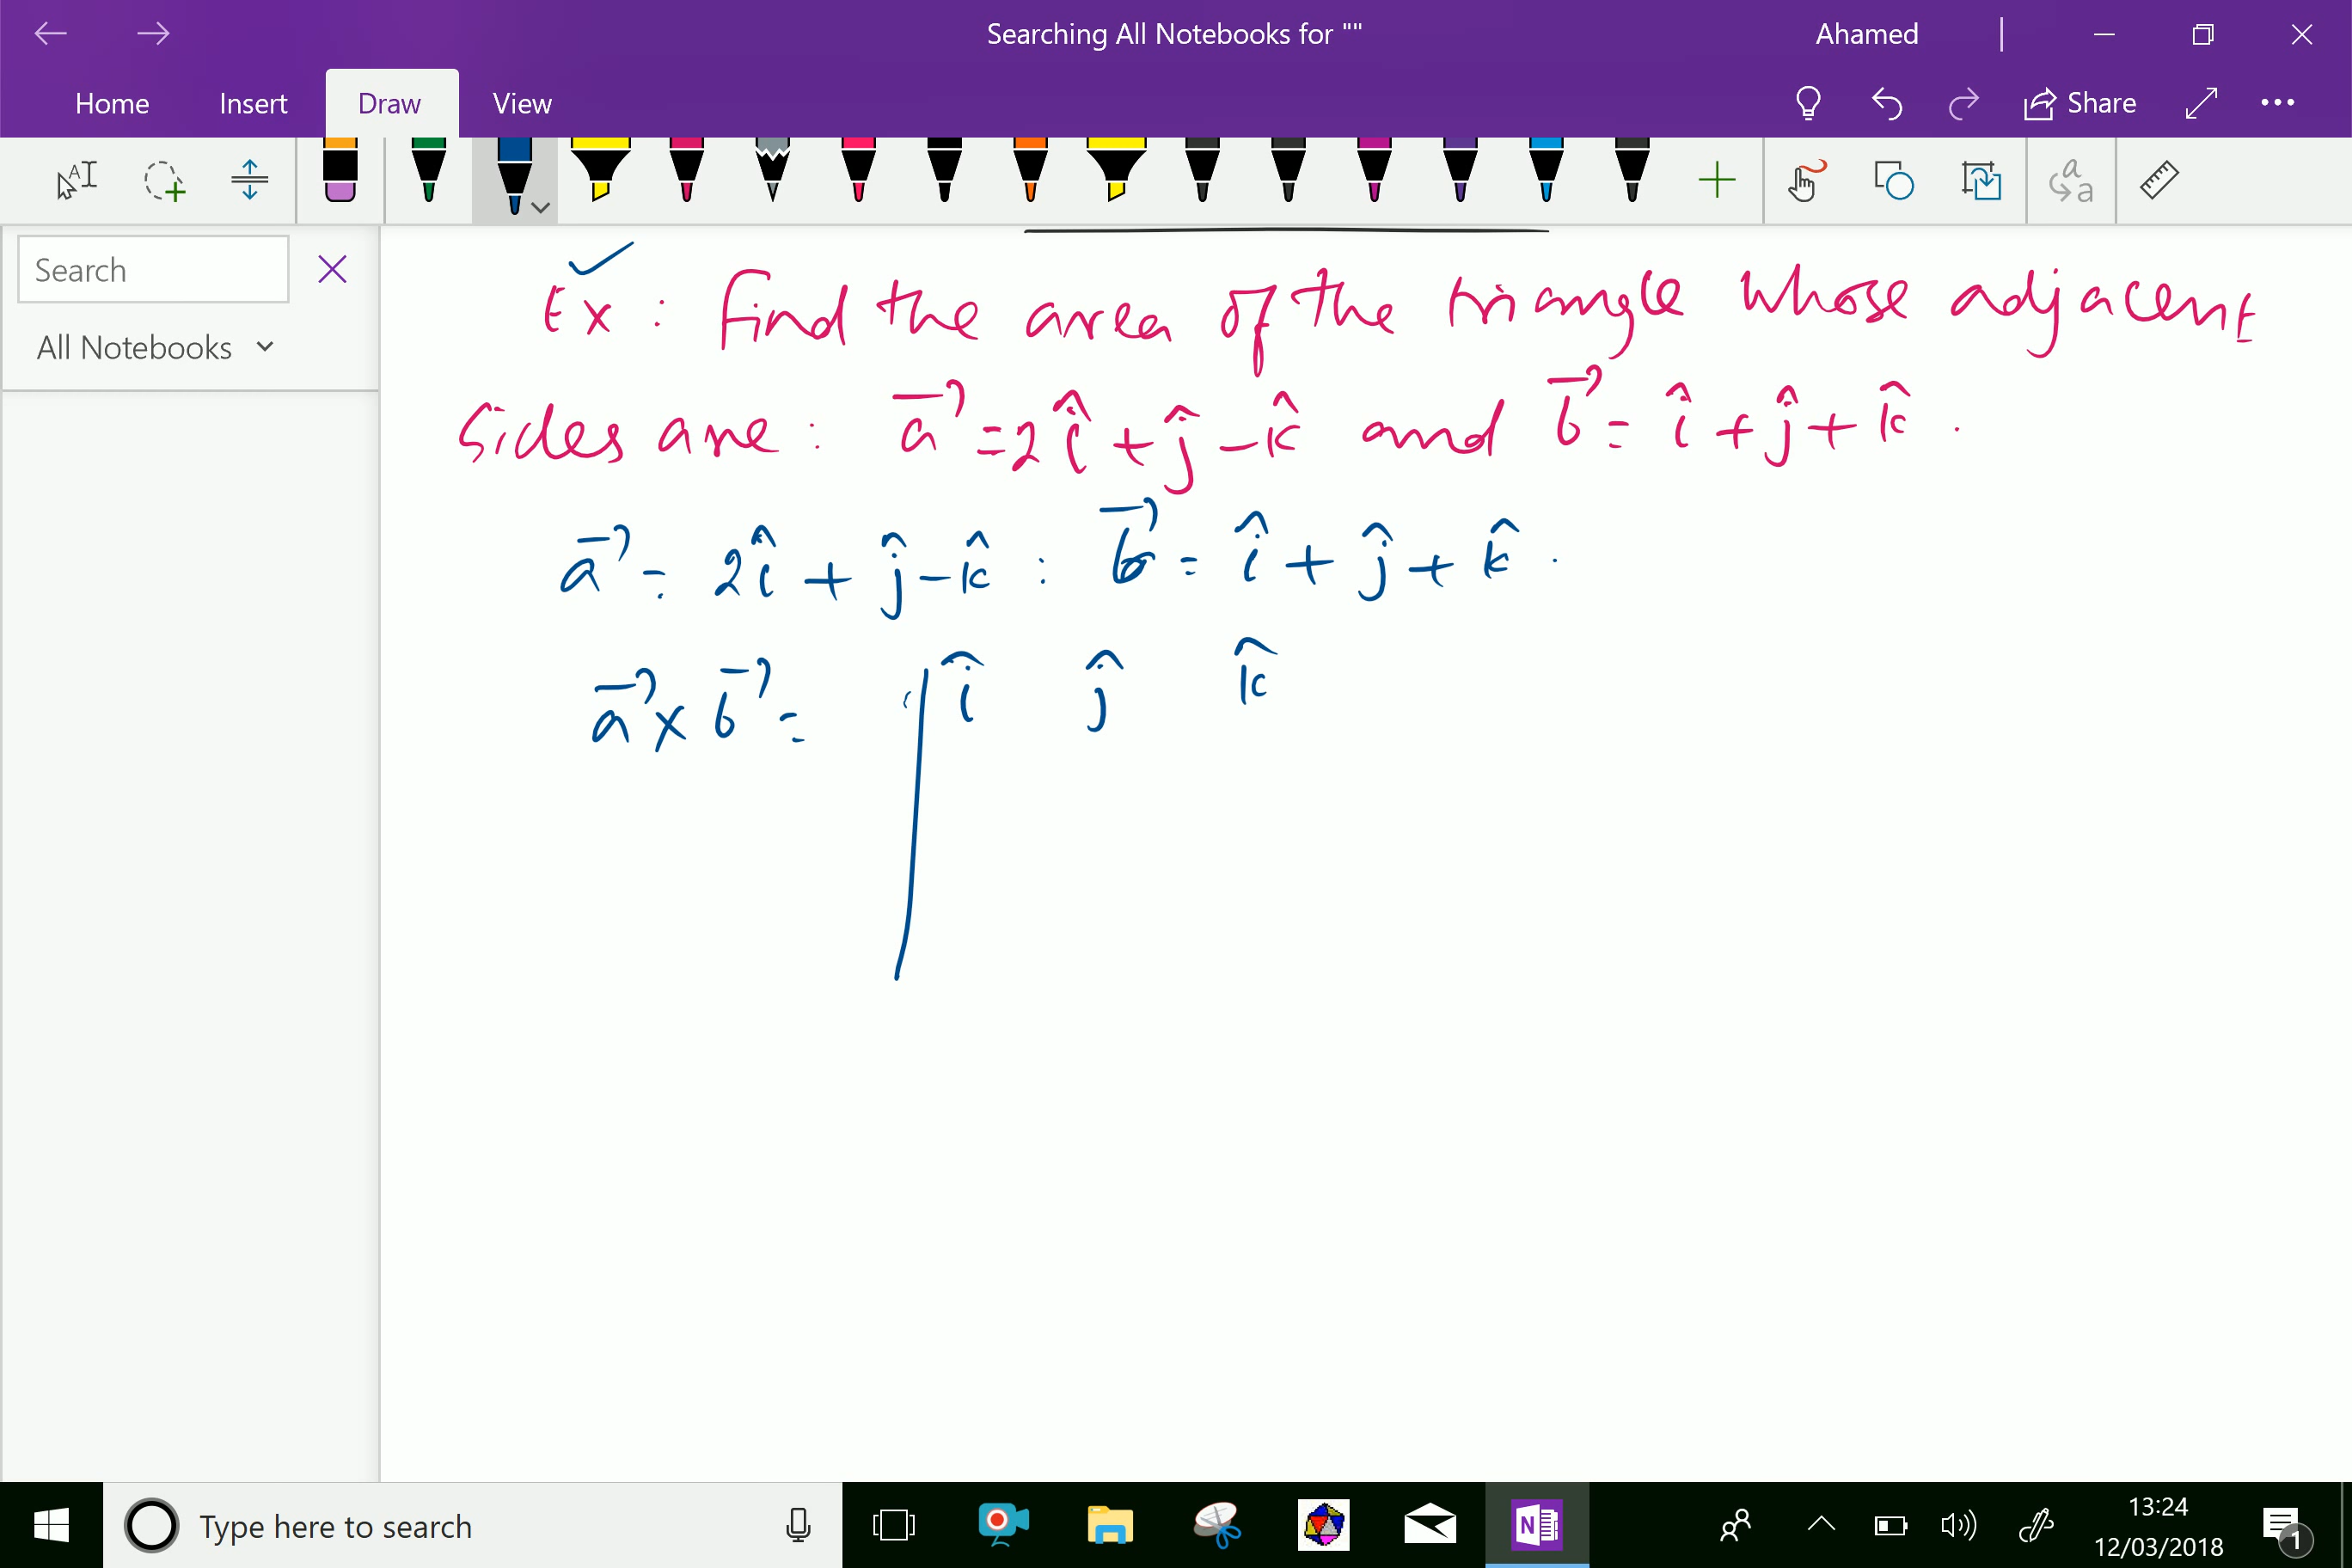 Searching All Notebooks for ""
Ahamed
Home Insert Draw View Share
Search
All Notebooks
Ex : Find the area of the triangle whose adjacent
sides are : a⃗ = 2î + ĵ - k̂ and b⃗ = î + ĵ + k̂ .
a⃗ = 2î + ĵ - k̂ : b⃗ = î + ĵ + k̂ .
a⃗ x b⃗ = | î ĵ k̂
Type here to search
13:24
12/03/2018
1